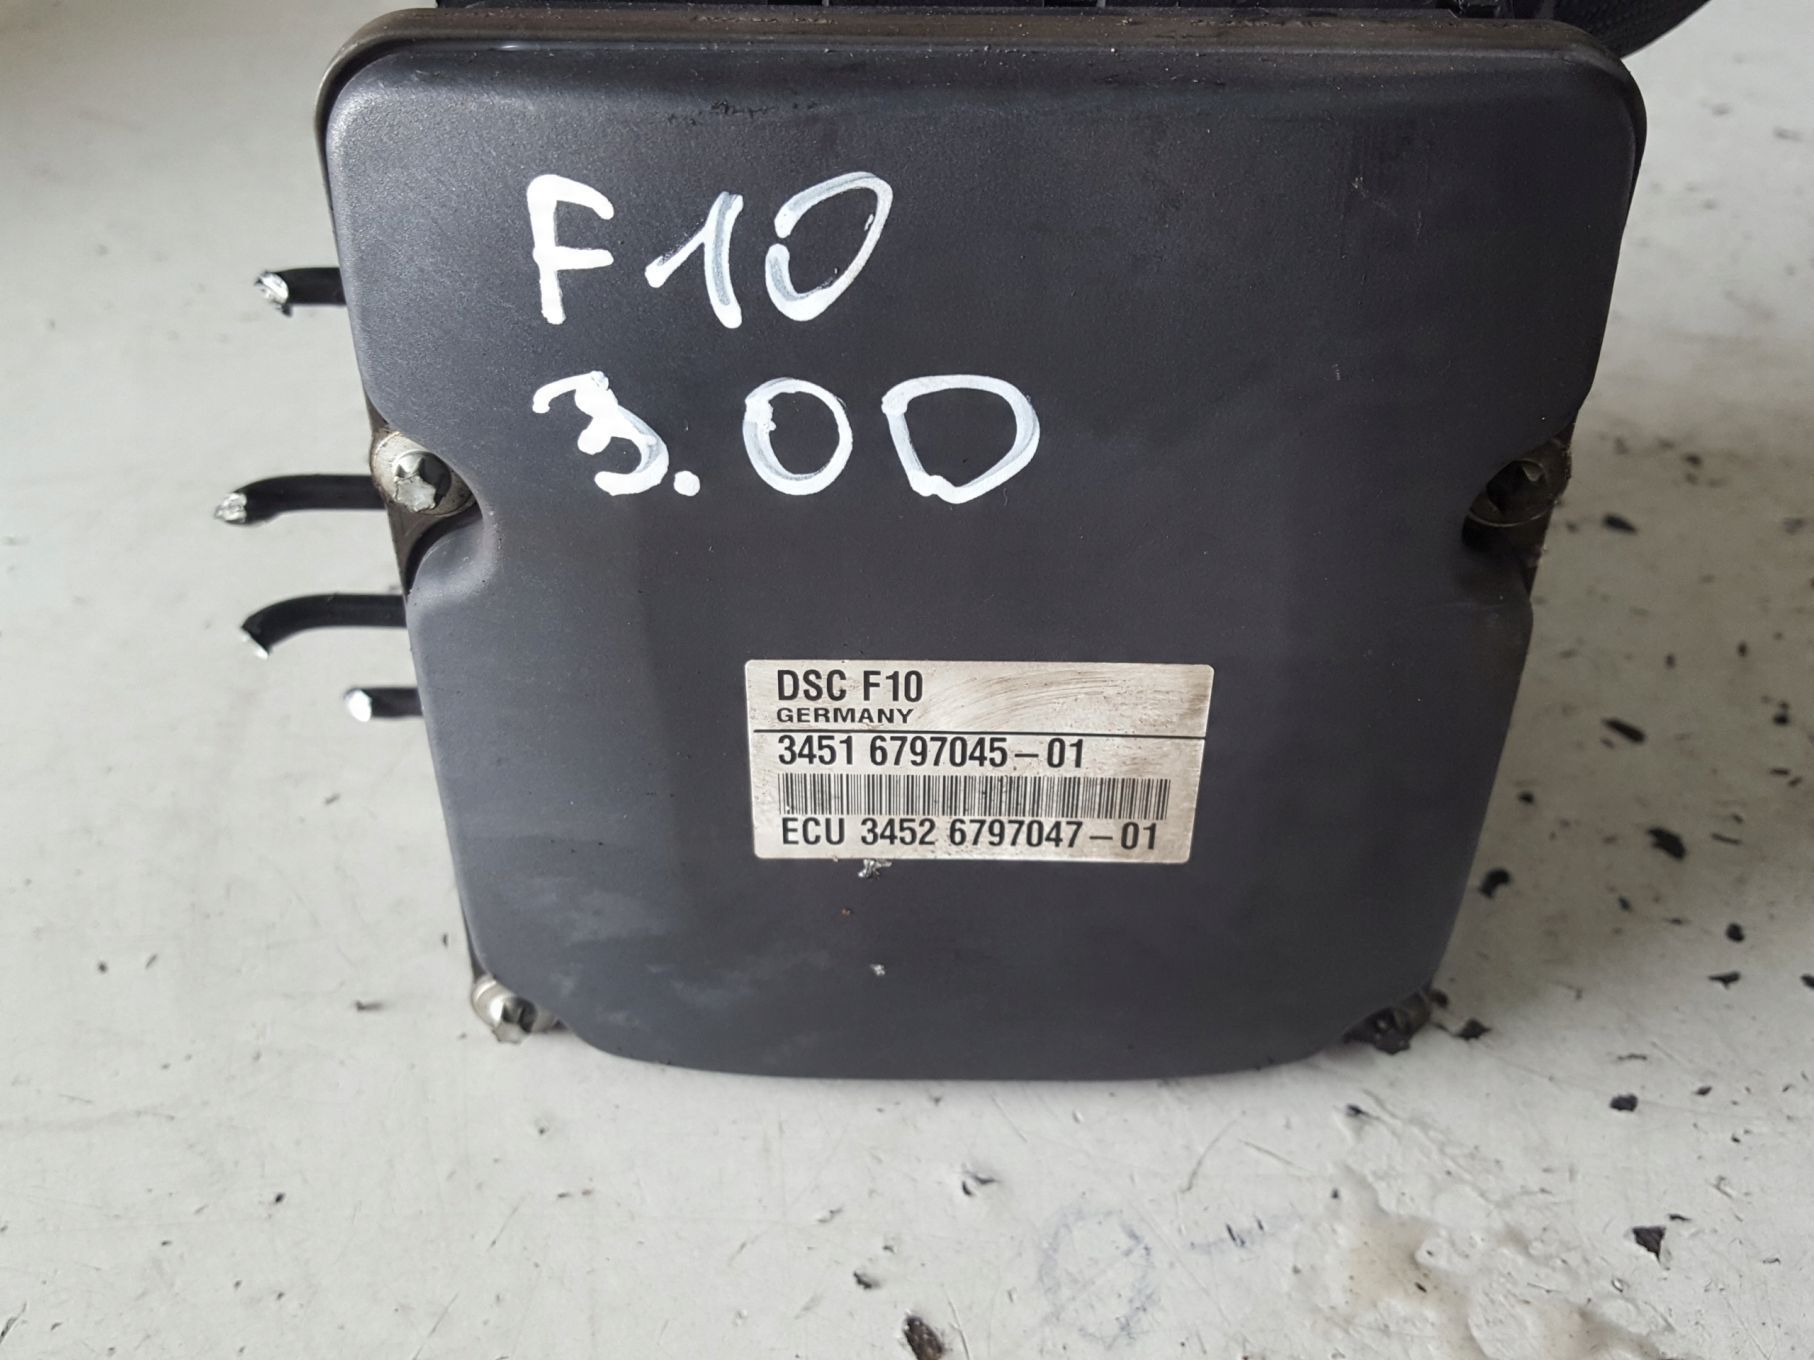 F10
3.0D
DSC F10
GERMANY
3451 6797045-01
ECU 3452 6797047-01